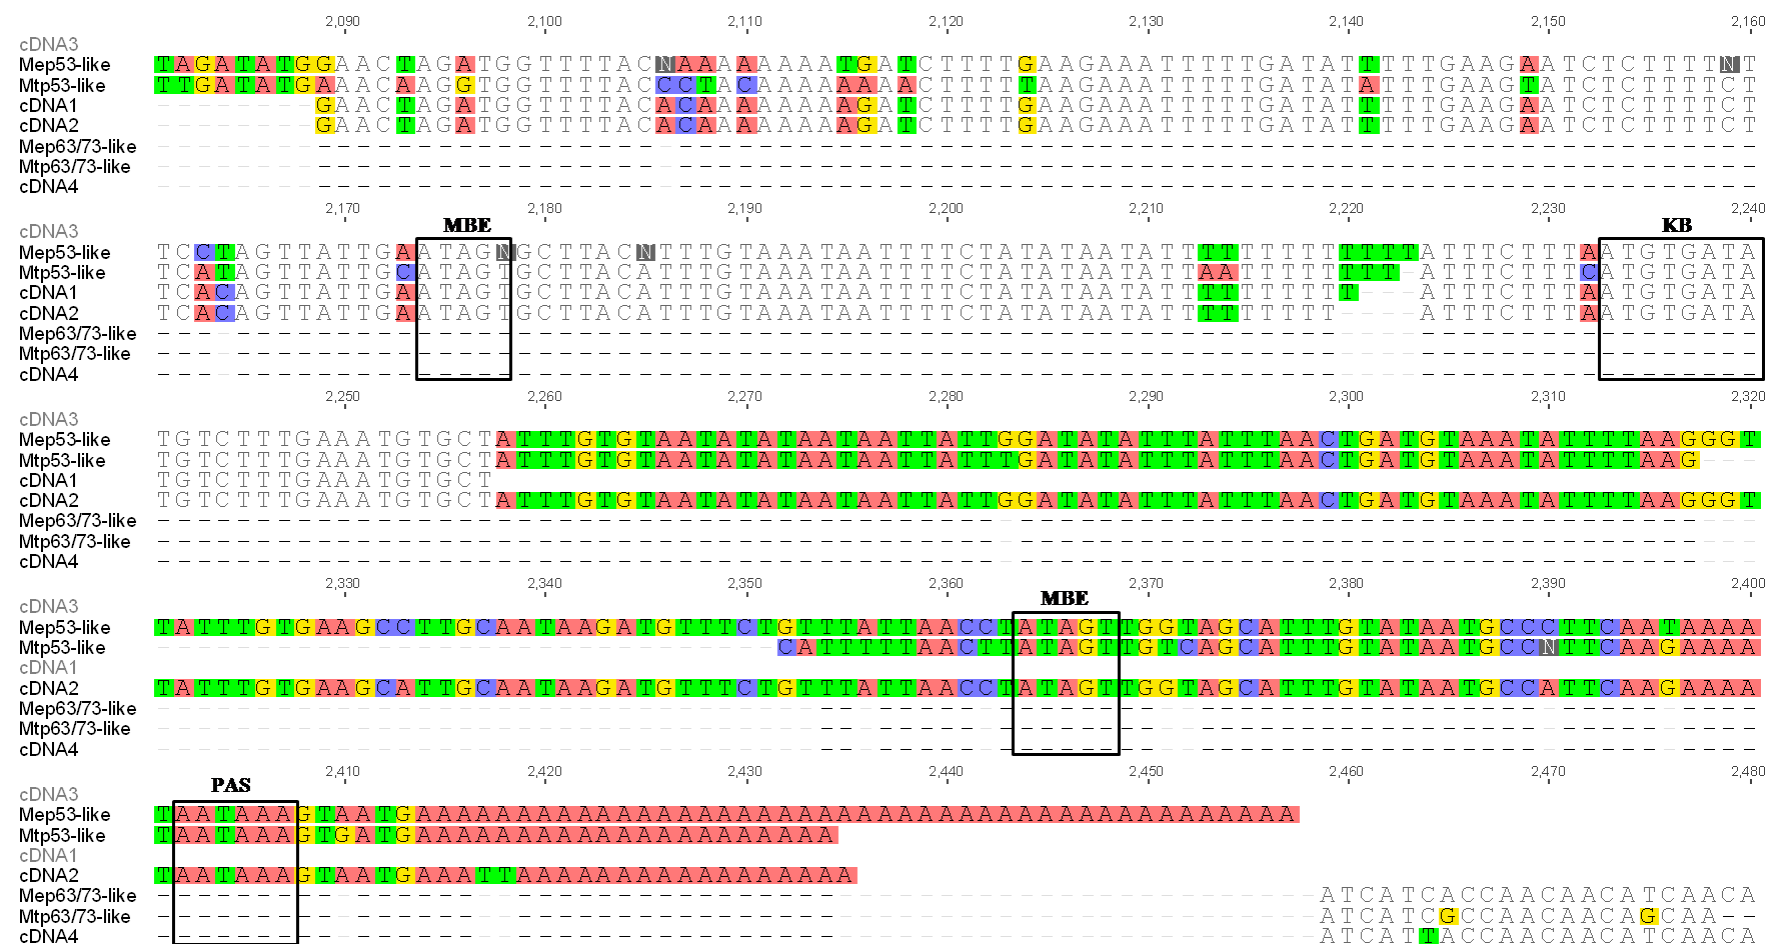 2,090 2,100 2,110 2,120 2,130 2,140 2,150 2,160
cDNA3
Mep53-like TAGATATGGAACTAGATGGTTTTACNAAAAAAAATGATCTTTTGAAGAAATTTTTGATATTTTTGAAGAATCTCTTTTNT
Mtp53-like TTGATATGAAACAAGGTGGTTTTACCCTACAAAAAAAACTTTTTAAGAAATTTTTGATATATTTGAAGTATCTCTTTTCT
cDNA1 --------GAACTAGATGGTTTTACACAAAAAAAAGATCTTTTGAAGAAATTTTTGATATTTTTGAAGAATCTCTTTTCT
cDNA2 --------GAACTAGATGGTTTTACACAAAAAAAAGATCTTTTGAAGAAATTTTTGATATTTTTGAAGAATCTCTTTTCT
Mep63/73-like
Mtp63/73-like
cDNA4
2,170 2,180 2,190 2,200 2,210 2,220 2,230 2,240
MBE KB
cDNA3
Mep53-like TCCTAGTTATTGAATAGNGCTTACNTTTGTAAATAATTTTCTATATAATATTTTTTTTTTTTTATTTCTTTAATGTGATA
Mtp53-like TCATAGTTATTGCATAGTGCTTACATTTGTAAATAATTTTCTATATAATATTAATTTTTTTT-ATTTCTTTCATGTGATA
cDNA1 TCACAGTTATTGAATAGTGCTTACATTTGTAAATAATTTTCTATATAATATTTTTTTTTT---ATTTCTTTAATGTGATA
cDNA2 TCACAGTTATTGAATAGTGCTTACATTTGTAAATAATTTTCTATATAATATTTTTTTTT----ATTTCTTTAATGTGATA
Mep63/73-like
Mtp63/73-like
cDNA4
2,250 2,260 2,270 2,280 2,290 2,300 2,310 2,320
cDNA3
Mep53-like TGTCTTTGAAATGTGCTATTTGTGTAATATATAATAATTATTGGATATATTTATTTAACTGATGTAAATATTTTAAGGGT
Mtp53-like TGTCTTTGAAATGTGCTATTTGTGTAATATATAATAATTATTTGATATATTTATTTAACTGATGTAAATATTTTAAG---
cDNA1 TGTCTTTGAAATGTGCT
cDNA2 TGTCTTTGAAATGTGCTATTTGTGTAATATATAATAATTATTGGATATATTTATTTAACTGATGTAAATATTTTAAGGGT
Mep63/73-like
Mtp63/73-like
cDNA4
2,330 2,340 2,350 2,360 2,370 2,380 2,390 2,400
MBE
cDNA3
Mep53-like TATTTGTGAAGCCTTGCAATAAGATGTTTCTGTTTATTAACCTATAGTTGGTAGCATTTGTATAATGCCCTTCAATAAAA
Mtp53-like -------------------------------CATTTTTAACTTATAGTTGTCAGCATTTGTATAATGCCNTTCAAGAAAA
cDNA1
cDNA2 TATTTGTGAAGCATTGCAATAAGATGTTTCTGTTTATTAACCTATAGTTGGTAGCATTTGTATAATGCCATTCAAGAAAA
Mep63/73-like
Mtp63/73-like
cDNA4
2,410 2,420 2,430 2,440 2,450 2,460 2,470 2,480
PAS
cDNA3
Mep53-like TAATAAAGTAATGAAAAAAAAAAAAAAAAAAAAAAAAAAAAAAAAAAAAAAAAAAAA
Mtp53-like TAATAAAGTGATGAAAAAAAAAAAAAAAAAAAAA
cDNA1
cDNA2 TAATAAAGTAATGAAATTAAAAAAAAAAAAAAAAA
Mep63/73-like ATCATCACCAACAACATCAACA
Mtp63/73-like ATCATCGCCAACAACAGCAA--
cDNA4 ATCATTACCAACAACATCAACA